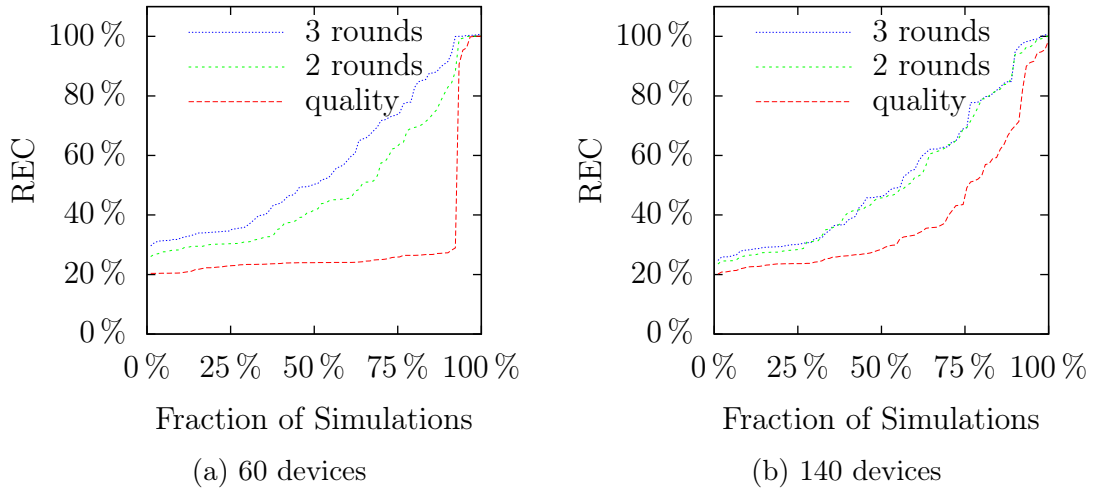 100 %
80 %
60 %
40 %
20 %
0 %
REC
3 rounds
2 rounds
quality
0 % 25 % 50 % 75 % 100 %
Fraction of Simulations
(a) 60 devices
100 %
80 %
60 %
40 %
20 %
0 %
REC
3 rounds
2 rounds
quality
0 % 25 % 50 % 75 % 100 %
Fraction of Simulations
(b) 140 devices